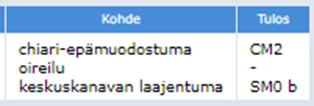 Kohde Tulos
chiari-epämuodostuma CM2
oireilu -
keskuskanavan laajentuma SM0 b